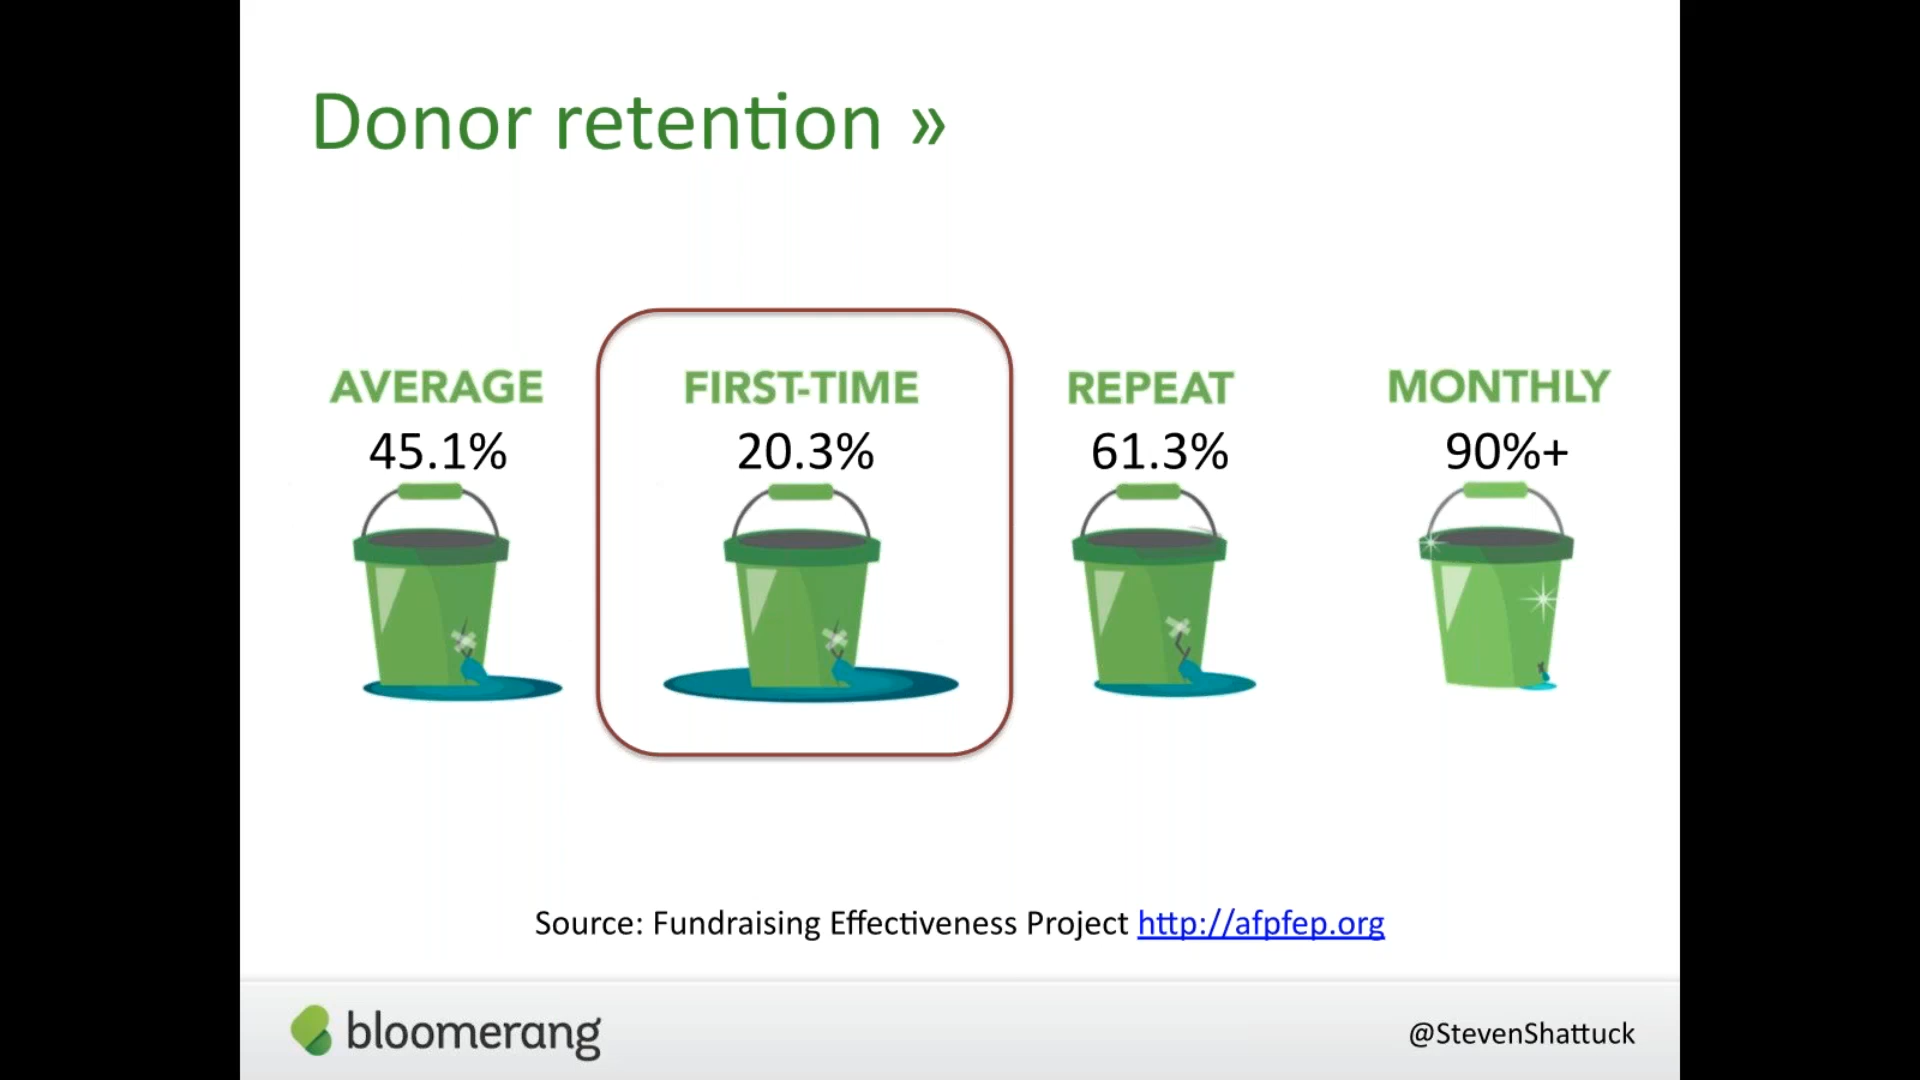 Donor retention »
AVERAGE
45.1%
FIRST-TIME
20.3%
REPEAT
61.3%
MONTHLY
90%+
Source: Fundraising Effectiveness Project http://afpfep.org
bloomerang
@StevenShattuck